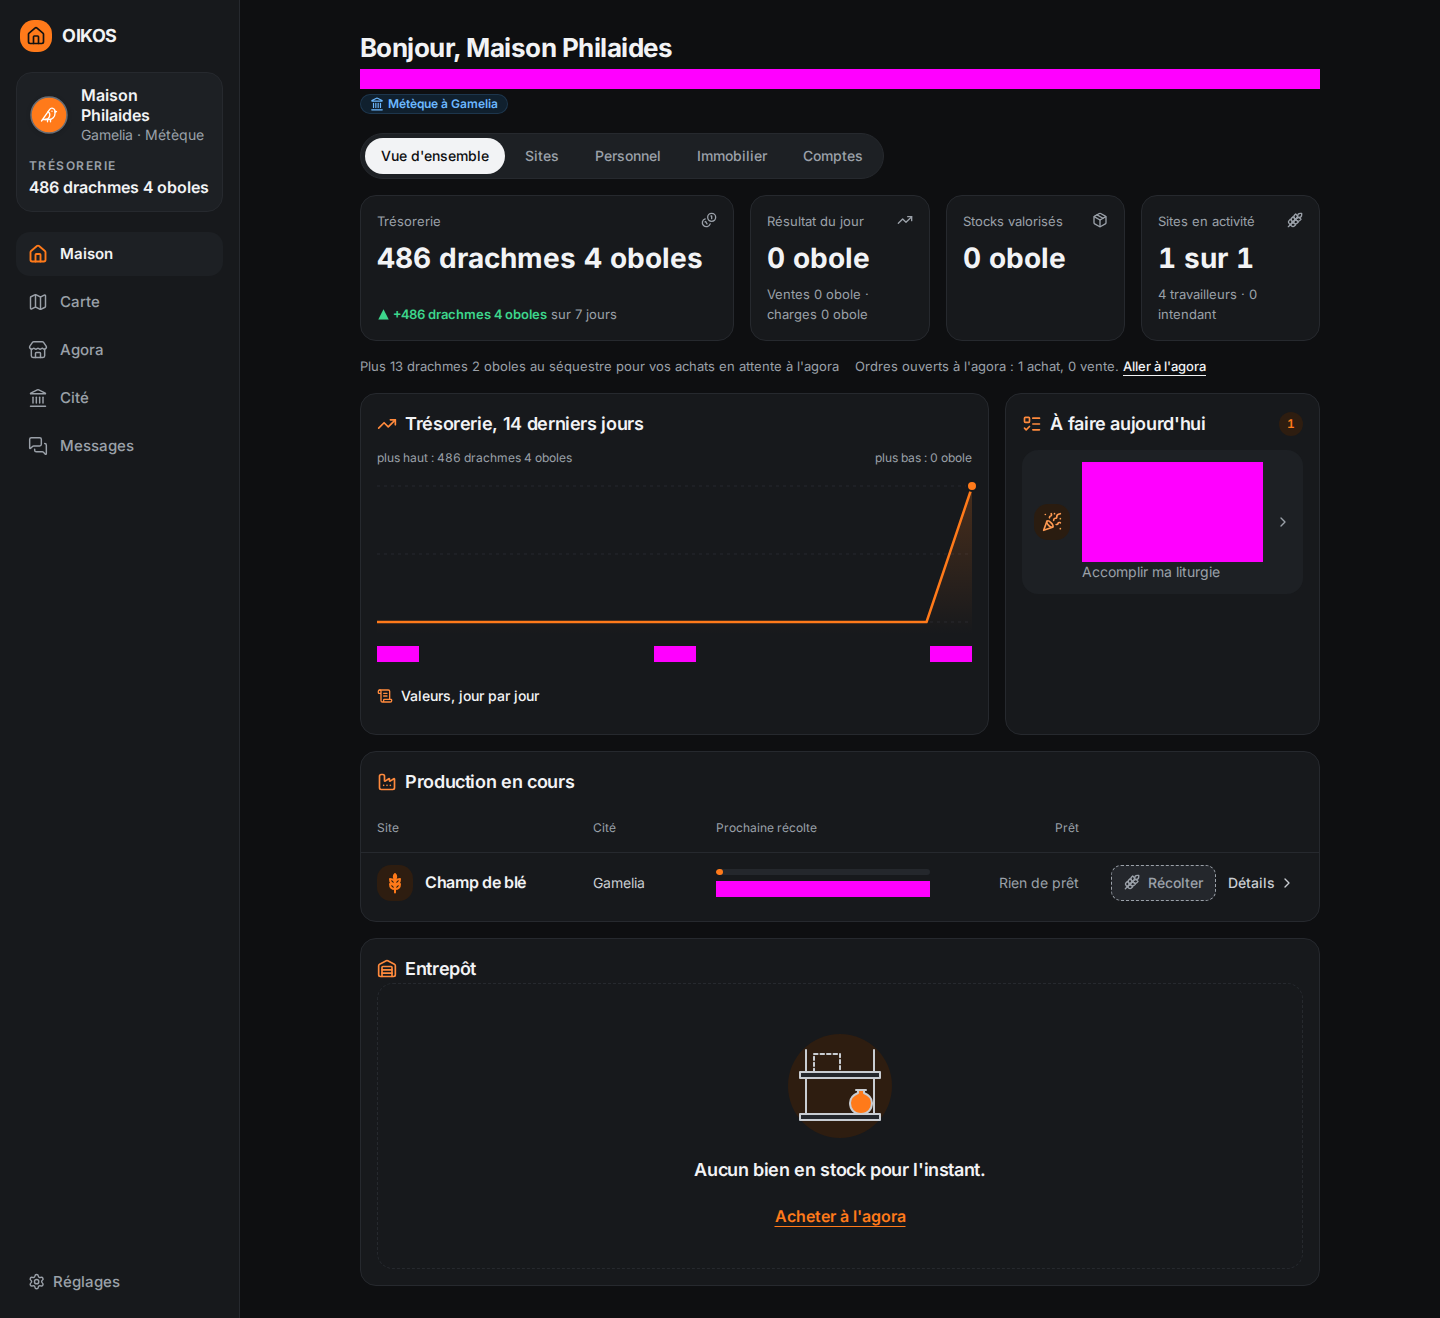 OIKOS
Maison
Philaides
Gamelia · Métèque
TRÉSORERIE
486 drachmes 4 oboles
Maison
Carte
Agora
Cité
Messages
Réglages
Bonjour, Maison Philaides
Métèque à Gamelia
Vue d'ensemble
Sites
Personnel
Immobilier
Comptes
Trésorerie
486 drachmes 4 oboles
▲ +486 drachmes 4 oboles sur 7 jours
Résultat du jour
0 obole
Ventes 0 obole ·
charges 0 obole
Stocks valorisés
0 obole
Sites en activité
1 sur 1
4 travailleurs · 0
intendant
Plus 13 drachmes 2 oboles au séquestre pour vos achats en attente à l'agora
Ordres ouverts à l'agora : 1 achat, 0 vente. Aller à l'agora
Trésorerie, 14 derniers jours
plus haut : 486 drachmes 4 oboles
plus bas : 0 obole
Valeurs, jour par jour
À faire aujourd'hui
1
Accomplir ma liturgie
Production en cours
Site
Cité
Prochaine récolte
Prêt
Champ de blé
Gamelia
Rien de prêt
Récolter
Détails
Entrepôt
Aucun bien en stock pour l'instant.
Acheter à l'agora